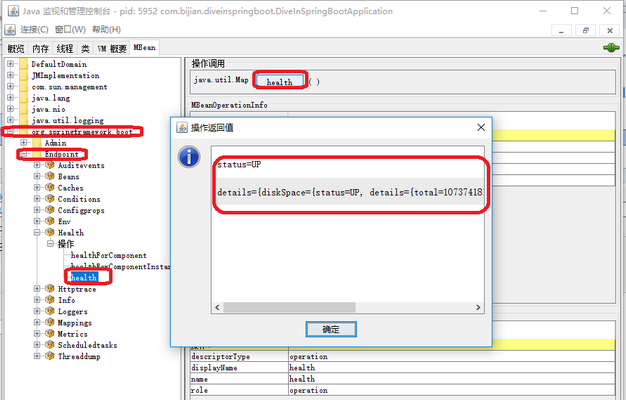 Java 监视和管理控制台 - pid: 5952 com.bijian.diveinspringboot.DiveInSpringBootApplication
连接(C) 窗口(W) 帮助(H)
概览 内存 线程 类 VM 概要 MBean
DefaultDomain
JMImplementation
com.sun.management
java.lang
java.nio
java.util.logging
org.springframework.boot
Admin
Endpoint
Auditevents
Beans
Caches
Conditions
Configprops
Env
Health
操作
healthForComponent
healthForComponentInstan
health
Httptrace
Info
Loggers
Mappings
Metrics
Scheduledtasks
Threaddump
操作调用
java.util.Map health ( )
MBeanOperationInfo
操作返回值
status=UP
details={diskSpace={status=UP, details={total=10737418
确定
descriptorType operation
displayName health
name health
role operation